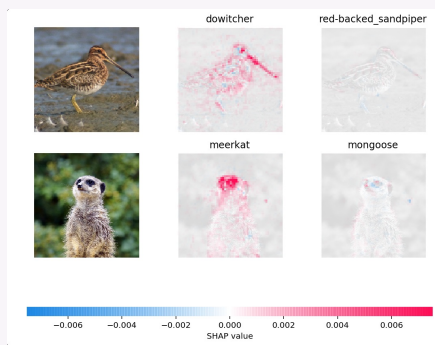 dowitcher red-backed_sandpiper
meerkat mongoose
−0.006 −0.004 −0.002 0.000 0.002 0.004 0.006
SHAP value